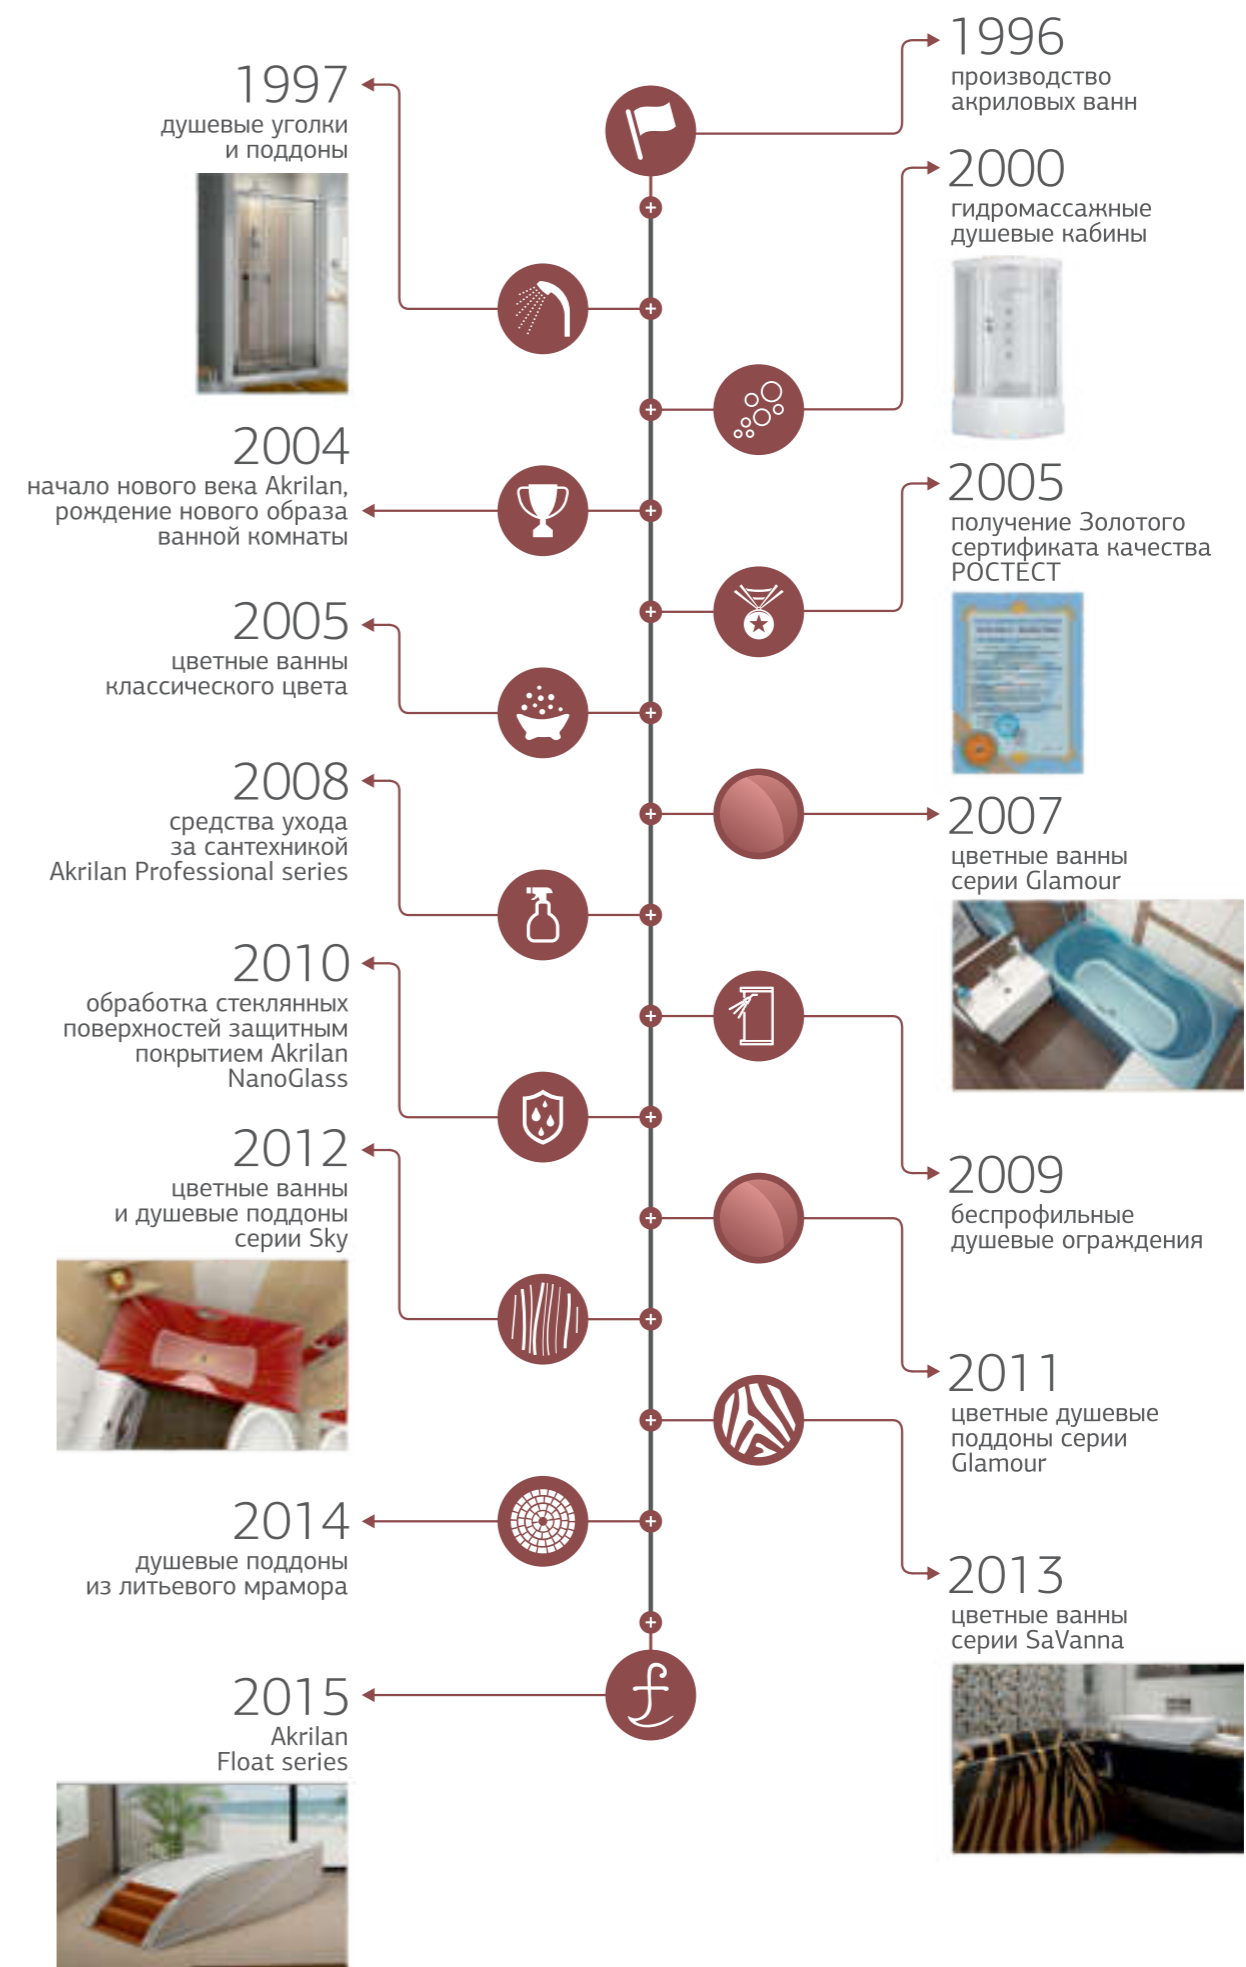 1996
производство
акриловых ванн
1997
душевые уголки
и поддоны
2000
гидромассажные
душевые кабины
2004
начало нового века Akrilan,
рождение нового образа
ванной комнаты
2005
получение Золотого
сертификата качества
РОСТЕСТ
2005
цветные ванны
классического цвета
2007
цветные ванны
серии Glamour
2008
средства ухода
за сантехникой
Akrilan Professional series
2009
беспрофильные
душевые ограждения
2010
обработка стеклянных
поверхностей защитным
покрытием Akrilan
NanoGlass
2011
цветные душевые
поддоны серии
Glamour
2012
цветные ванны
и душевые поддоны
серии Sky
2013
цветные ванны
серии SaVanna
2014
душевые поддоны
из литьевого мрамора
2015
Akrilan
Float series